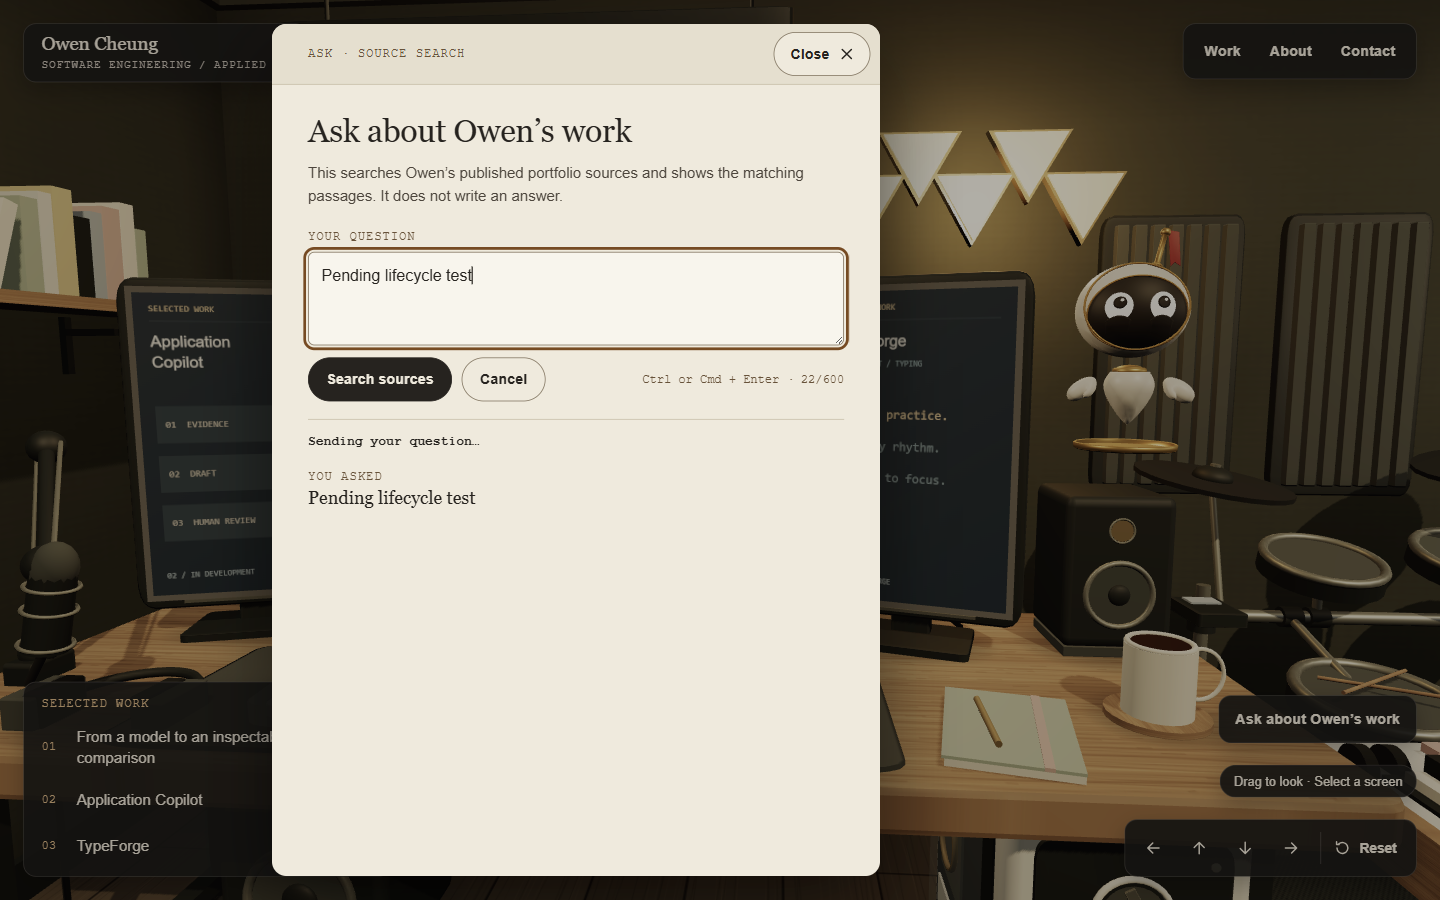 Owen Cheung
SOFTWARE ENGINEERING / APPLIED
Work
About
Contact
ASK · SOURCE SEARCH
Close
Ask about Owen’s work
This searches Owen’s published portfolio sources and shows the matching
passages. It does not write an answer.
YOUR QUESTION
Pending lifecycle test
Search sources
Cancel
Ctrl or Cmd + Enter · 22/600
Sending your question…
YOU ASKED
Pending lifecycle test
SELECTED WORK
Application
Copilot
01 EVIDENCE
02 DRAFT
03 HUMAN REVIEW
02 / IN DEVELOPMENT
/ TYPING
practice.
rhythm.
to focus.
SELECTED WORK
01 From a model to an
comparison
02 Application Copilot
03 TypeForge
Ask about Owen’s work
Drag to look · Select a screen
Reset